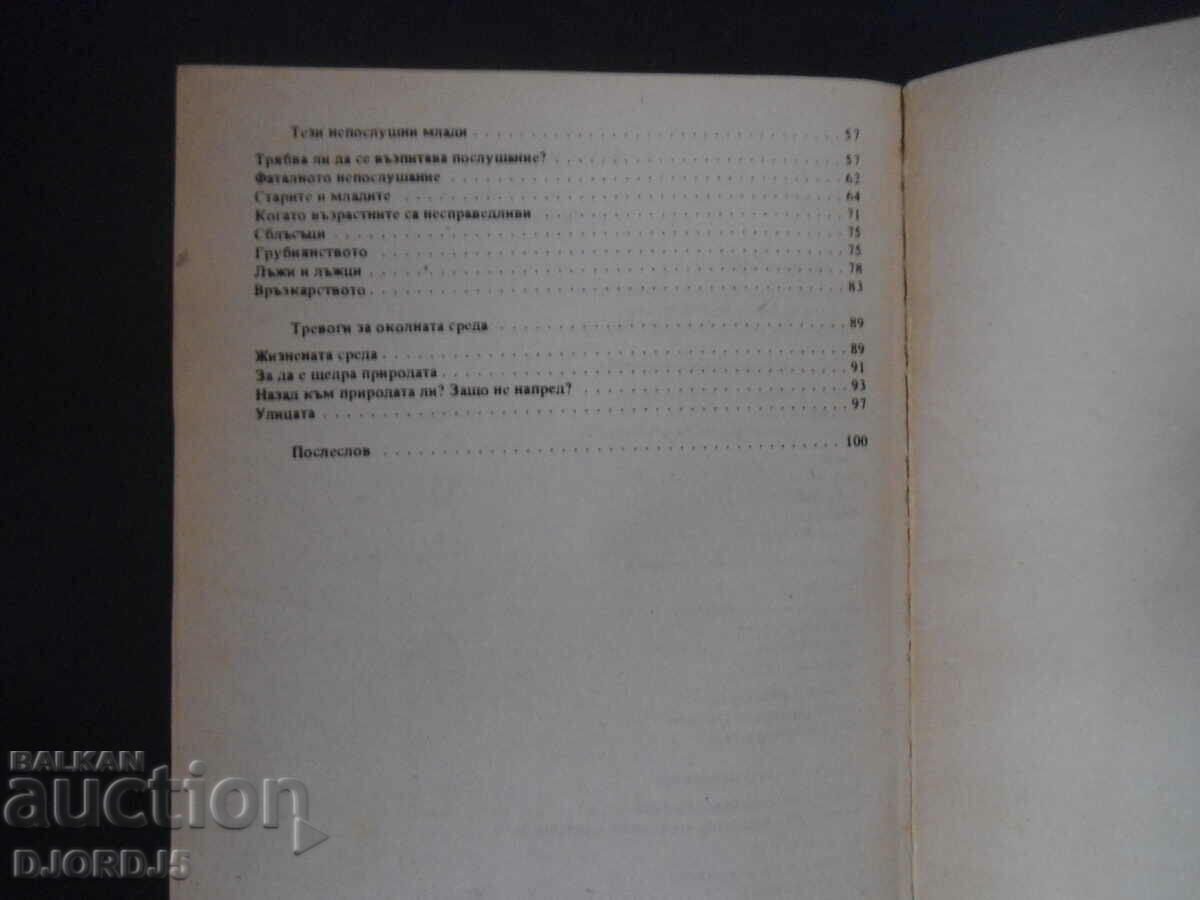 Тези непослушни млади 57
Трябва ли да се възпитава послушание? 57
Фаталното непослушание 62
Старите и младите 64
Когато възрастните са несправедливи 71
Сблъсъци 75
Грубиянството 75
Лъжи и лъжци 78
Връзкарството 83
Тревоги за околната среда 89
Жизнената среда 89
За да е щедра природата 91
Назад към природата ли? Защо не напред? 93
Улицата 97
Послеслов 100
BALKAN
auction
DJORDJ5